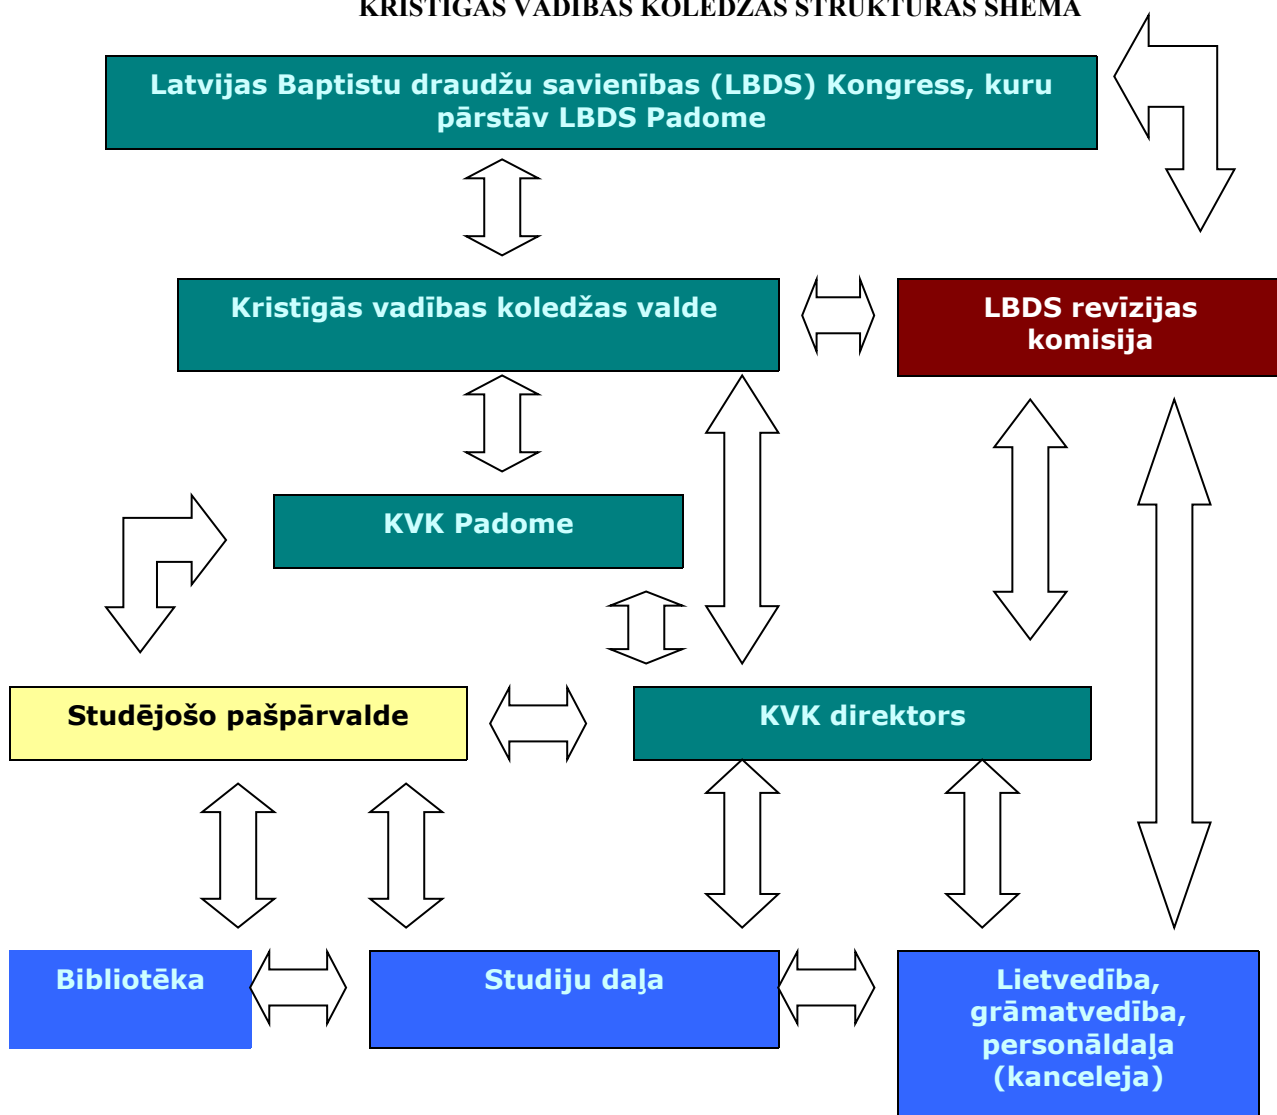 KRISTĪGĀS VADĪBAS KOLEDŽAS STRUKTŪRAS SHĒMA
Latvijas Baptistu draudžu savienības (LBDS) Kongress, kuru
pārstāv LBDS Padome
Kristīgās vadības koledžas valde
LBDS revīzijas
komisija
KVK Padome
Studējošo pašpārvalde
KVK direktors
Bibliotēka
Studiju daļa
Lietvedība,
grāmatvedība,
personāldaļa
(kanceleja)